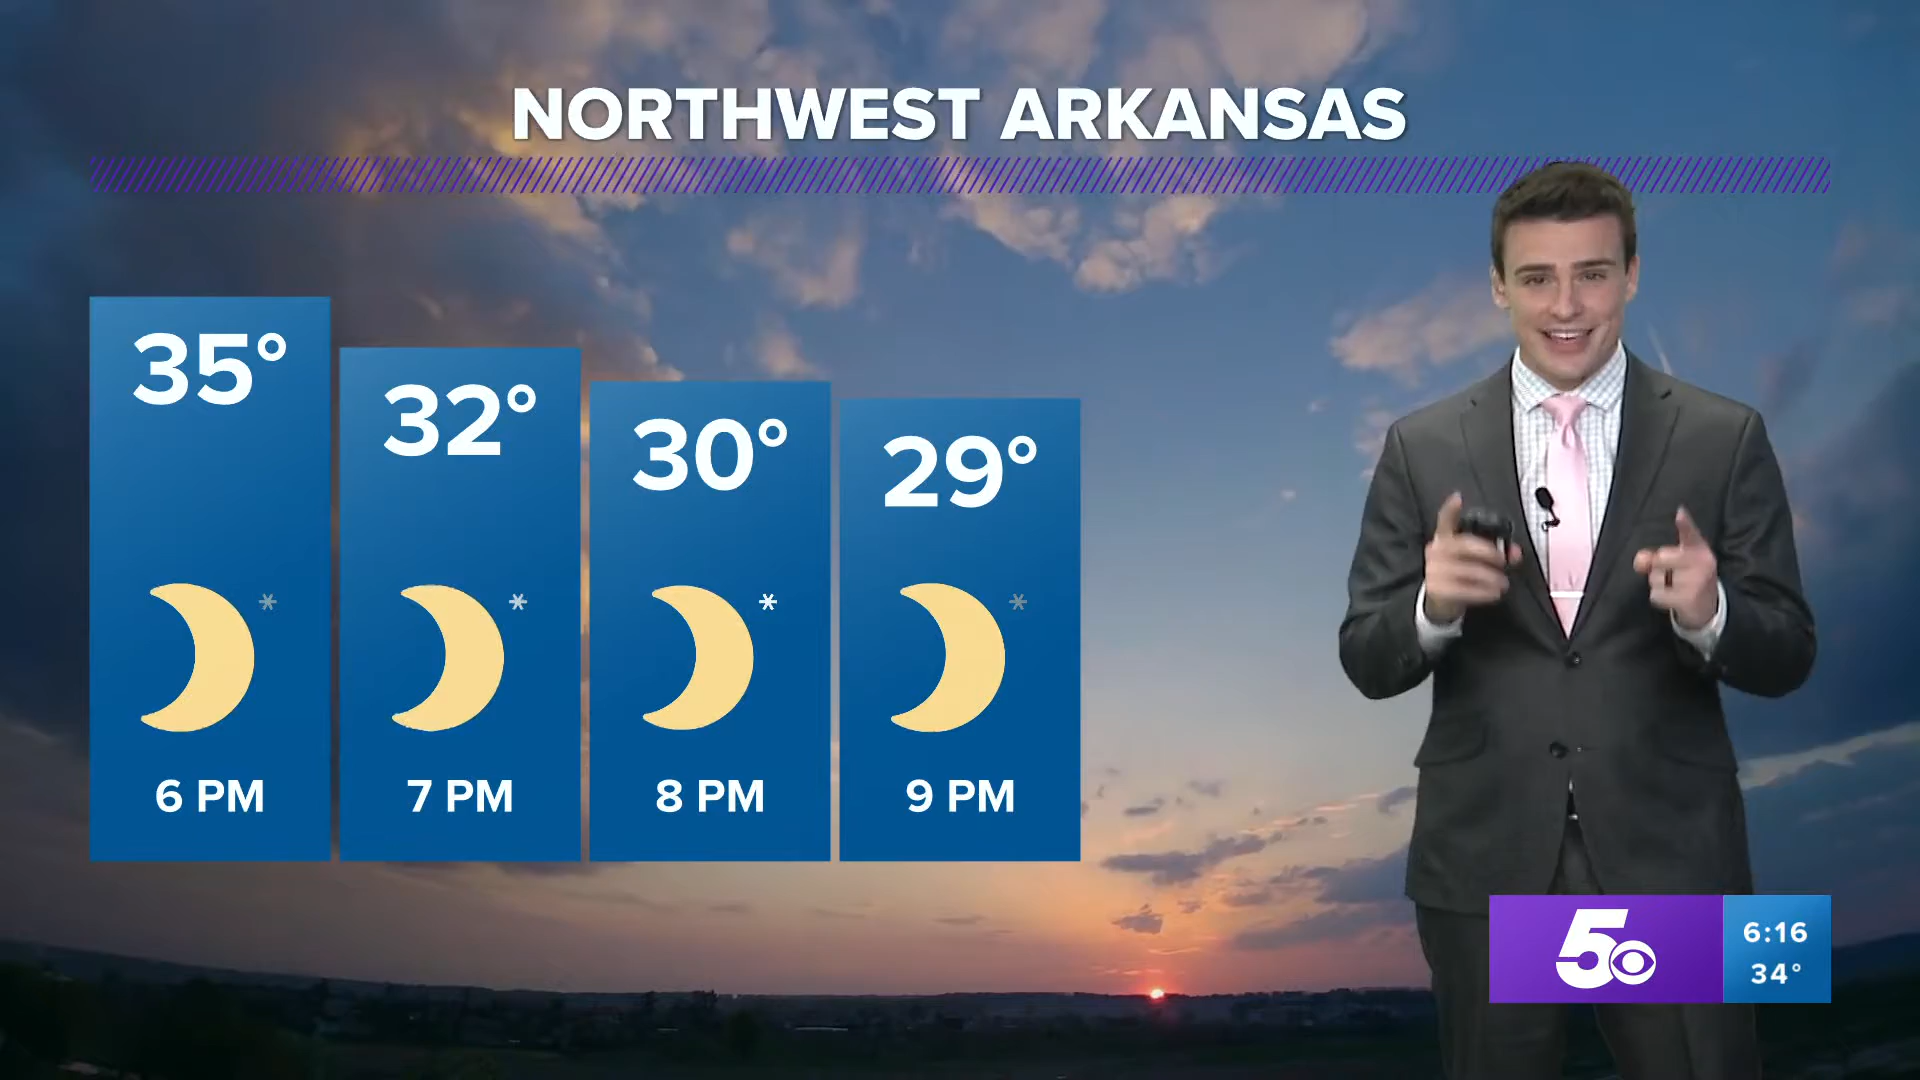 NORTHWEST ARKANSAS
35°
32°
30°
29°
6 PM
7 PM
8 PM
9 PM
5
6:16
34°